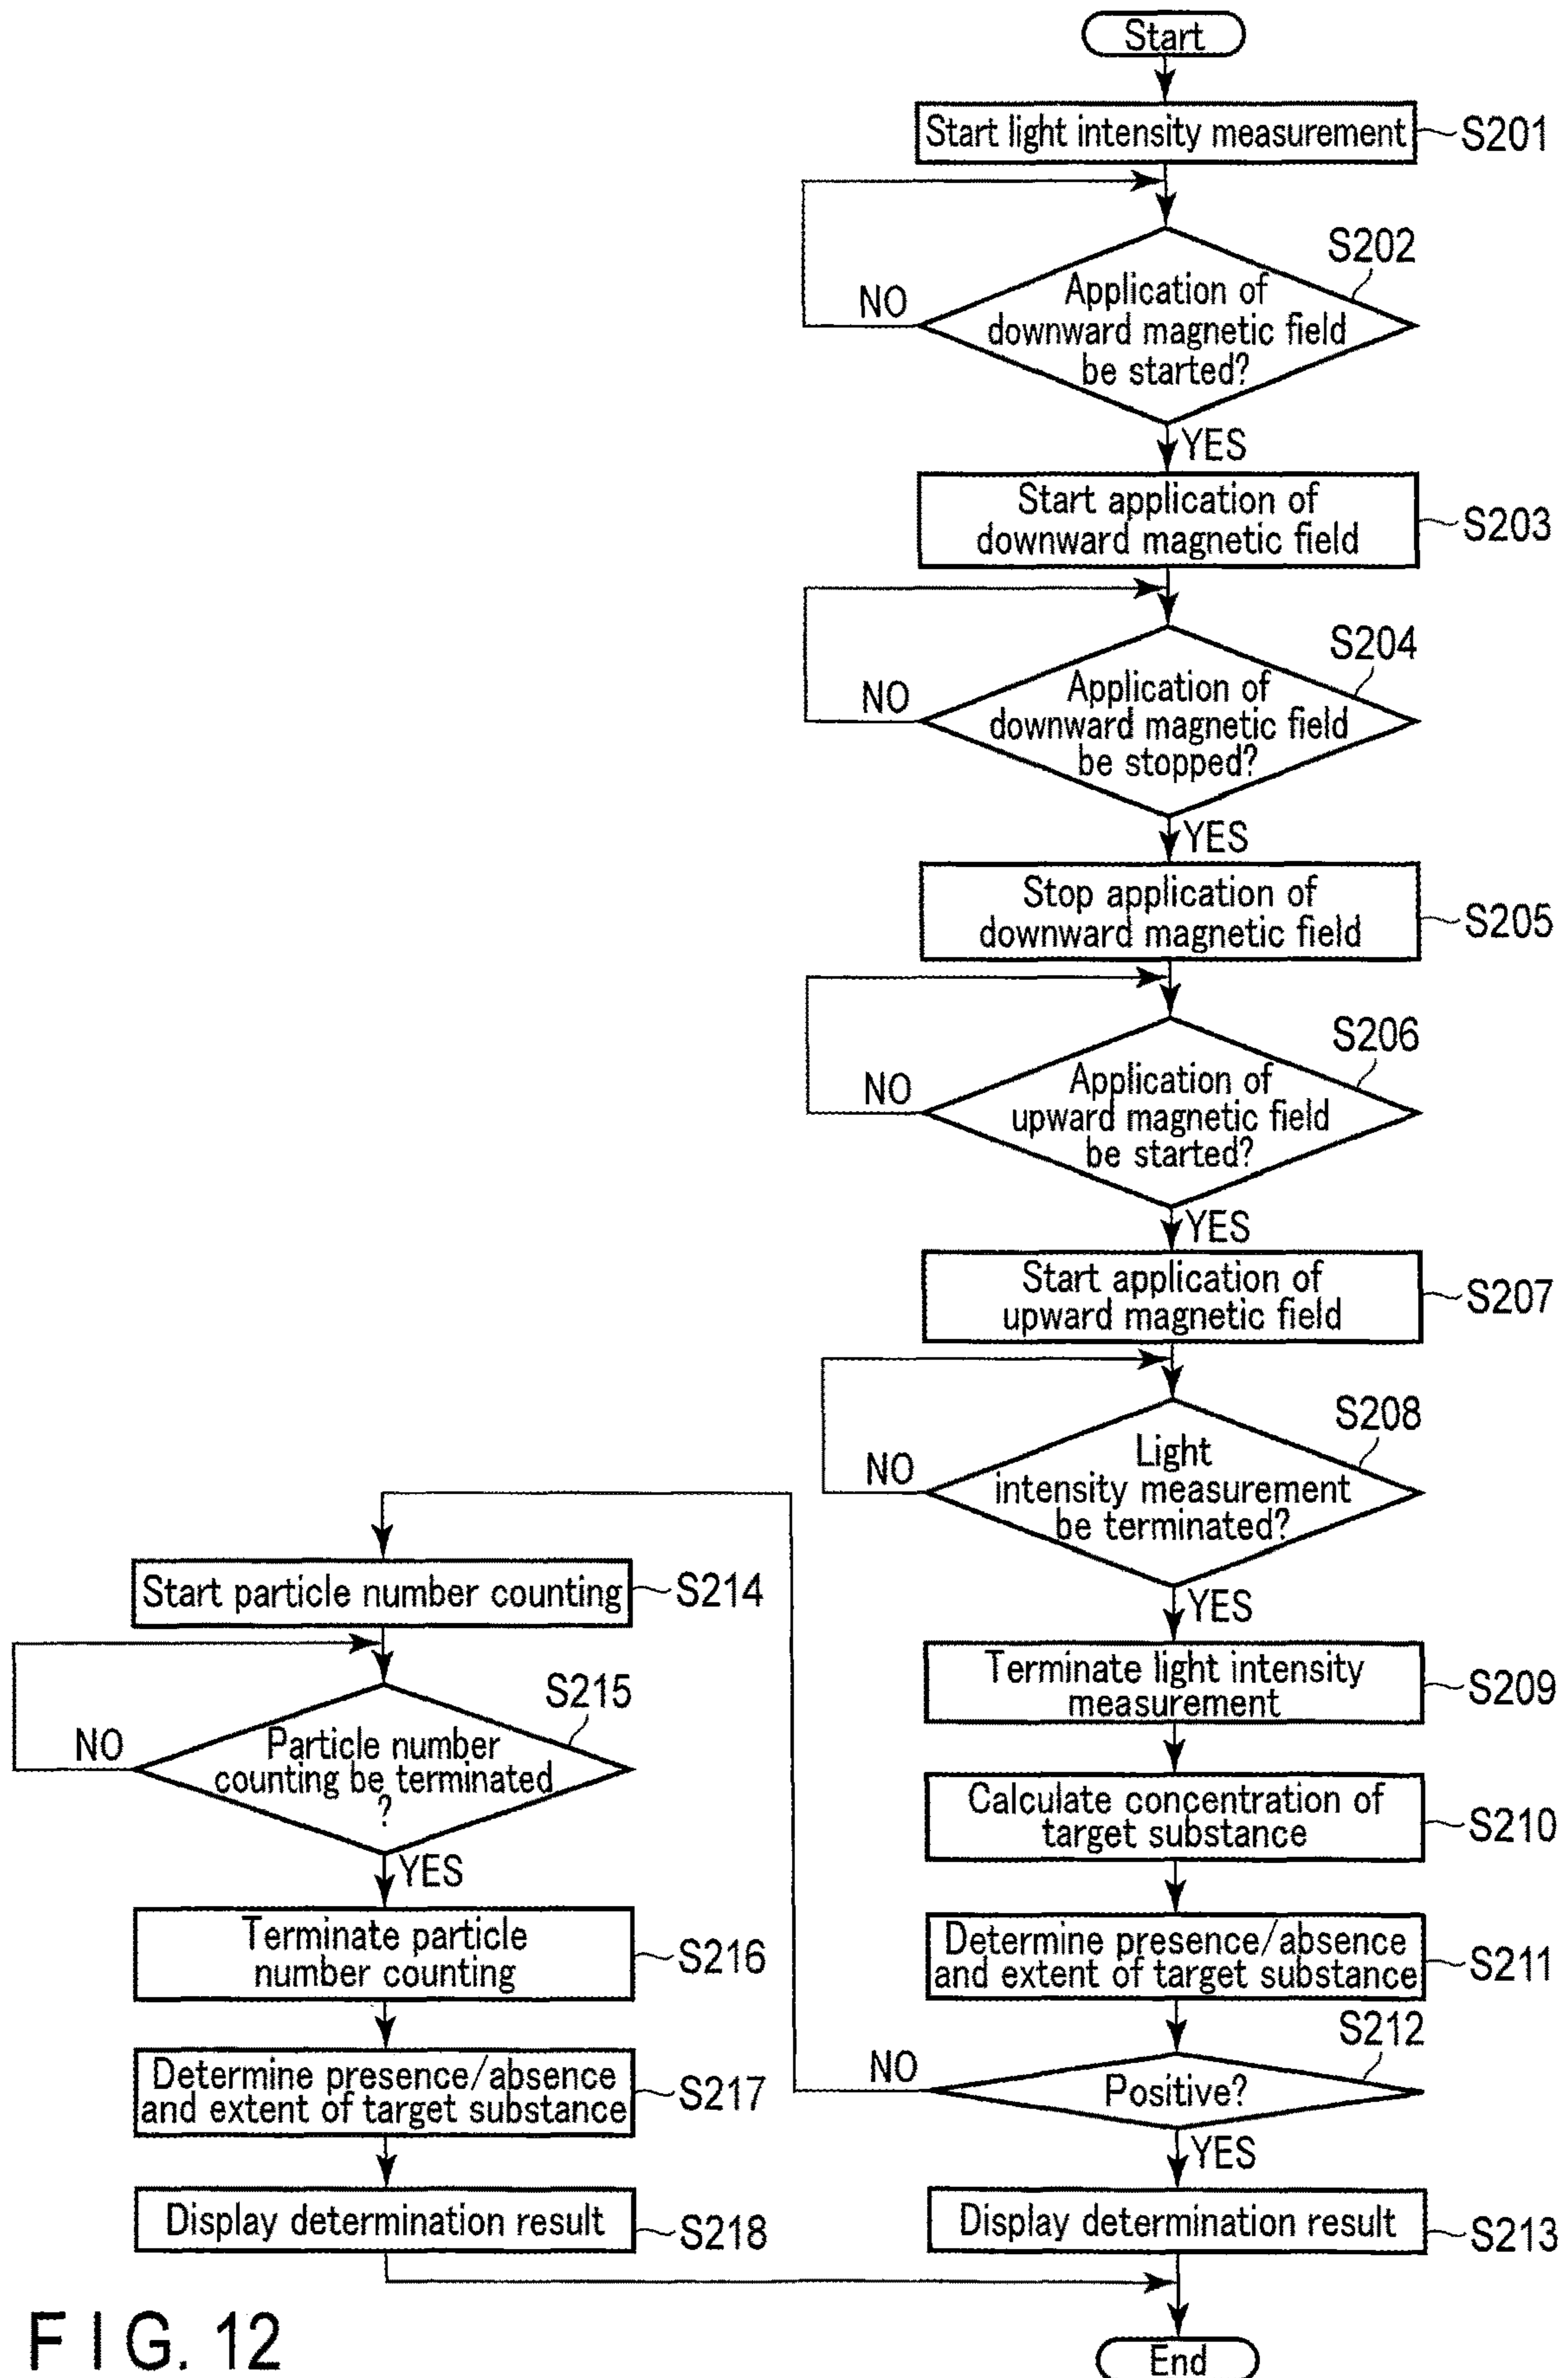 Start
Start light intensity measurement
S201
S202
Application of
downward magnetic field
be started?
NO
YES
Start application of
downward magnetic field
S203
S204
Application of
downward magnetic field
be stopped?
NO
YES
Stop application of
downward magnetic field
S205
S206
Application of
upward magnetic field
be started?
NO
YES
Start application of
upward magnetic field
S207
S208
Light
intensity measurement
be terminated?
NO
YES
Terminate light intensity
measurement
S209
Calculate concentration of
target substance
S210
Determine presence/absence
and extent of target substance
S211
S212
Positive?
NO
YES
Display determination result
S213
Start particle number counting
S214
S215
Particle number
counting be terminated
?
NO
YES
Terminate particle
number counting
S216
Determine presence/absence
and extent of target substance
S217
Display determination result
S218
End
FIG. 12